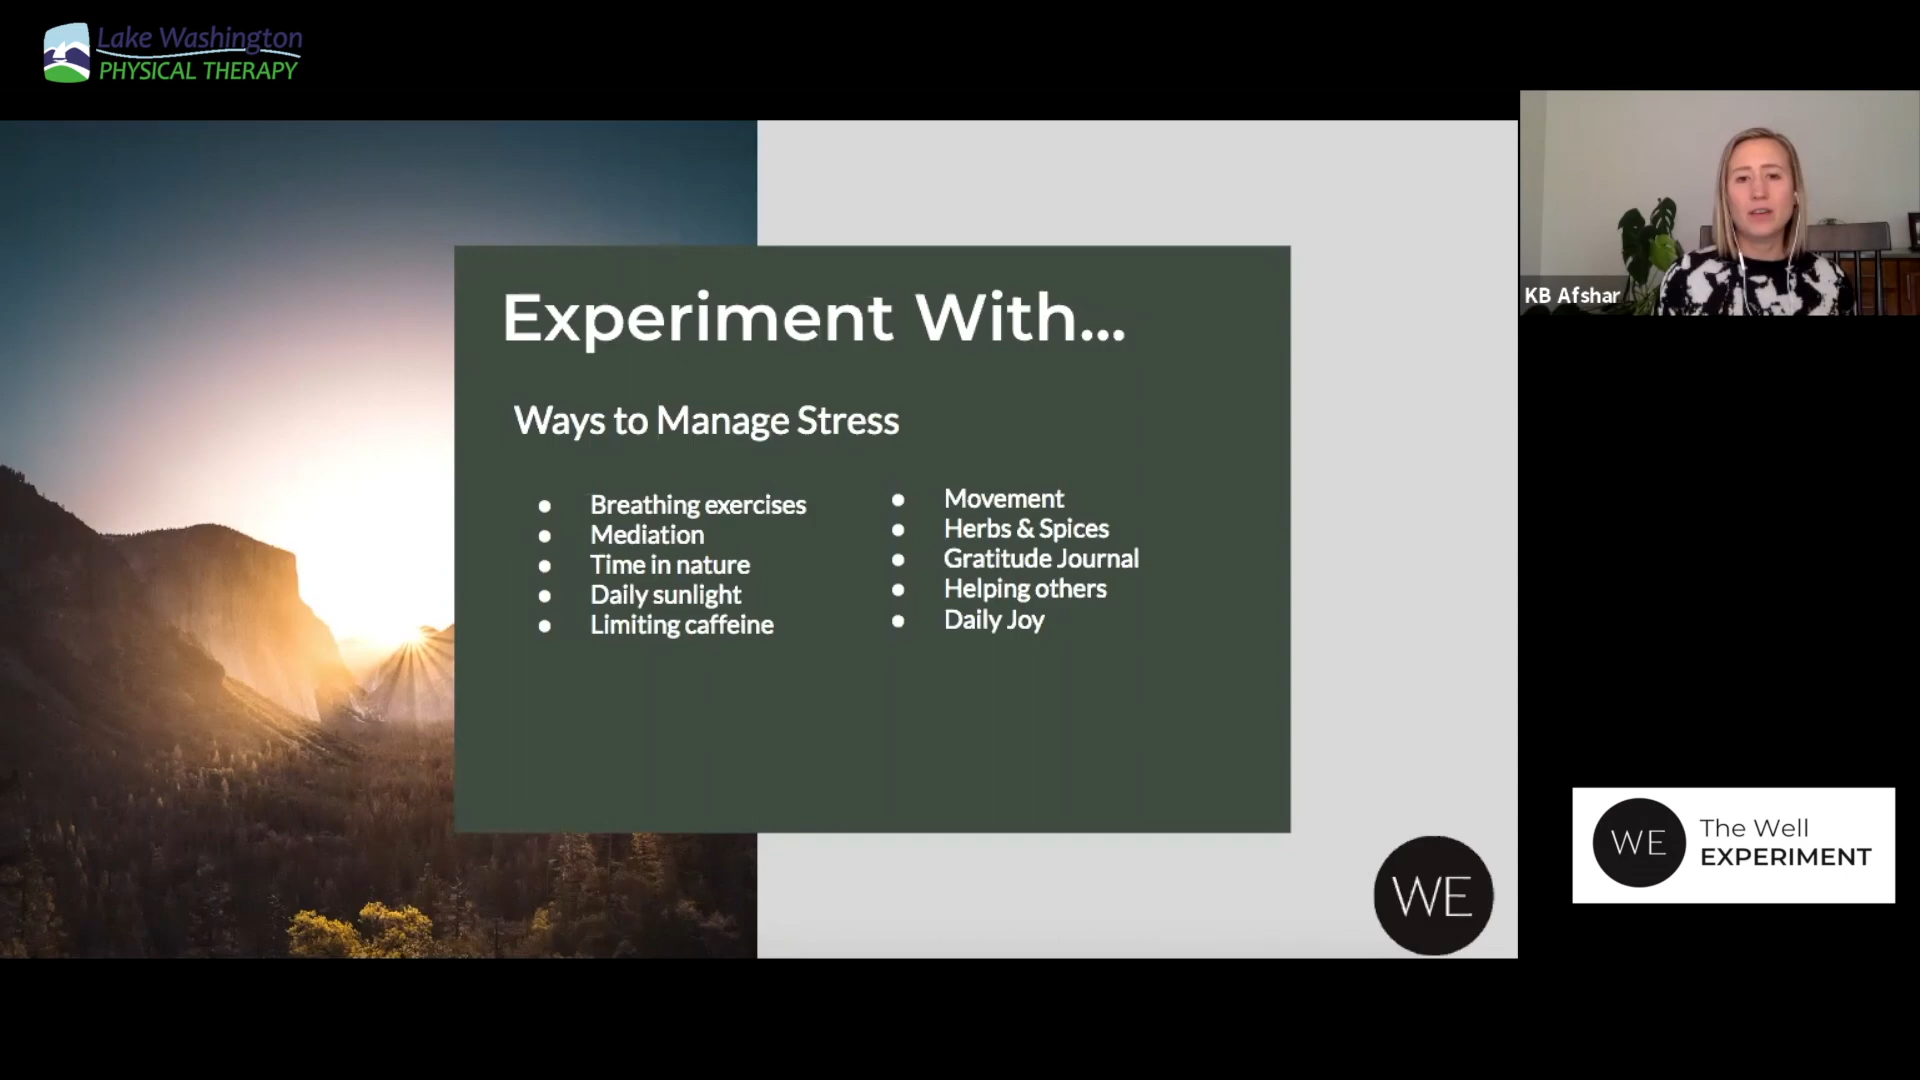 Lake Washington
PHYSICAL THERAPY
Experiment With...
Ways to Manage Stress
● Breathing exercises
● Mediation
● Time in nature
● Daily sunlight
● Limiting caffeine
● Movement
● Herbs & Spices
● Gratitude Journal
● Helping others
● Daily Joy
WE
KB Afshar
WE
The Well
EXPERIMENT